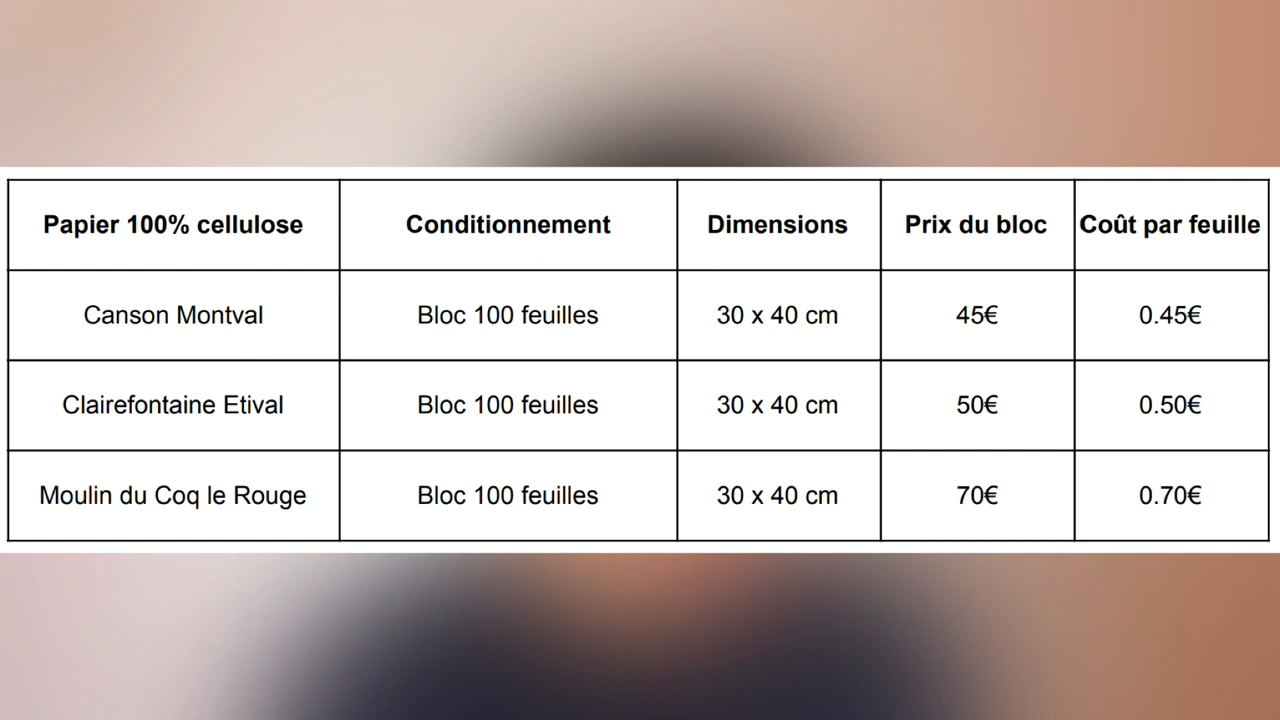 Papier 100% cellulose Conditionnement Dimensions Prix du bloc Coût par feuille
Canson Montval Bloc 100 feuilles 30 x 40 cm 45€ 0.45€
Clairefontaine Etival Bloc 100 feuilles 30 x 40 cm 50€ 0.50€
Moulin du Coq le Rouge Bloc 100 feuilles 30 x 40 cm 70€ 0.70€